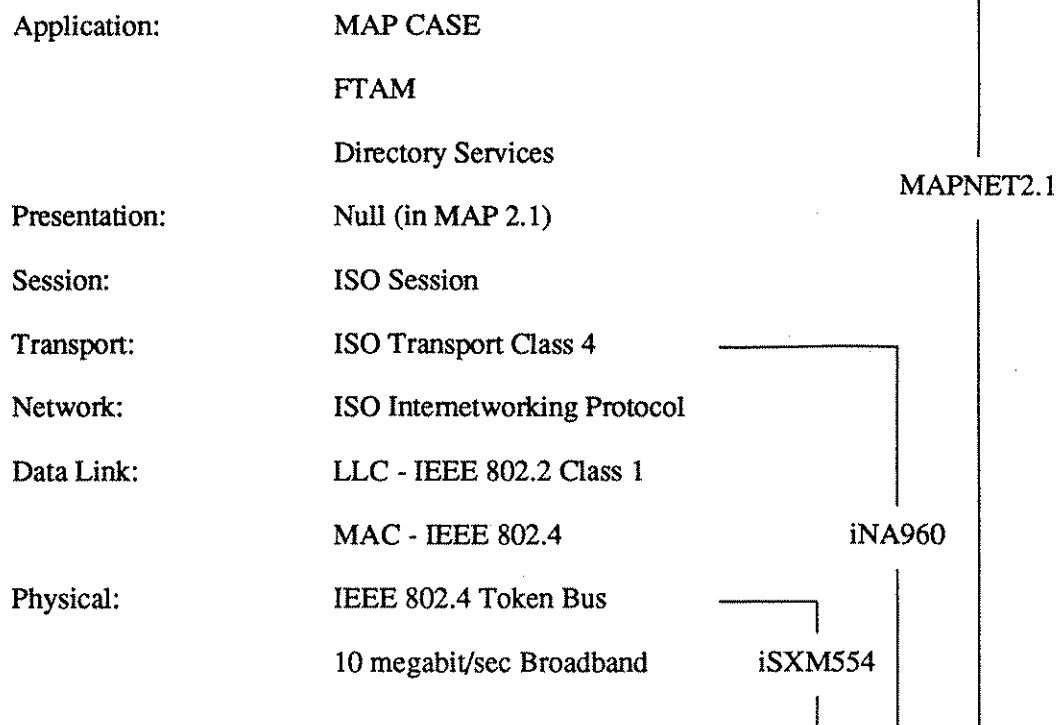 Application: MAP CASE
FTAM
Directory Services
MAPNET2.1
Presentation: Null (in MAP 2.1)
Session: ISO Session
Transport: ISO Transport Class 4
Network: ISO Internetworking Protocol
Data Link: LLC - IEEE 802.2 Class 1
MAC - IEEE 802.4 iNA960
Physical: IEEE 802.4 Token Bus
10 megabit/sec Broadband iSXM554